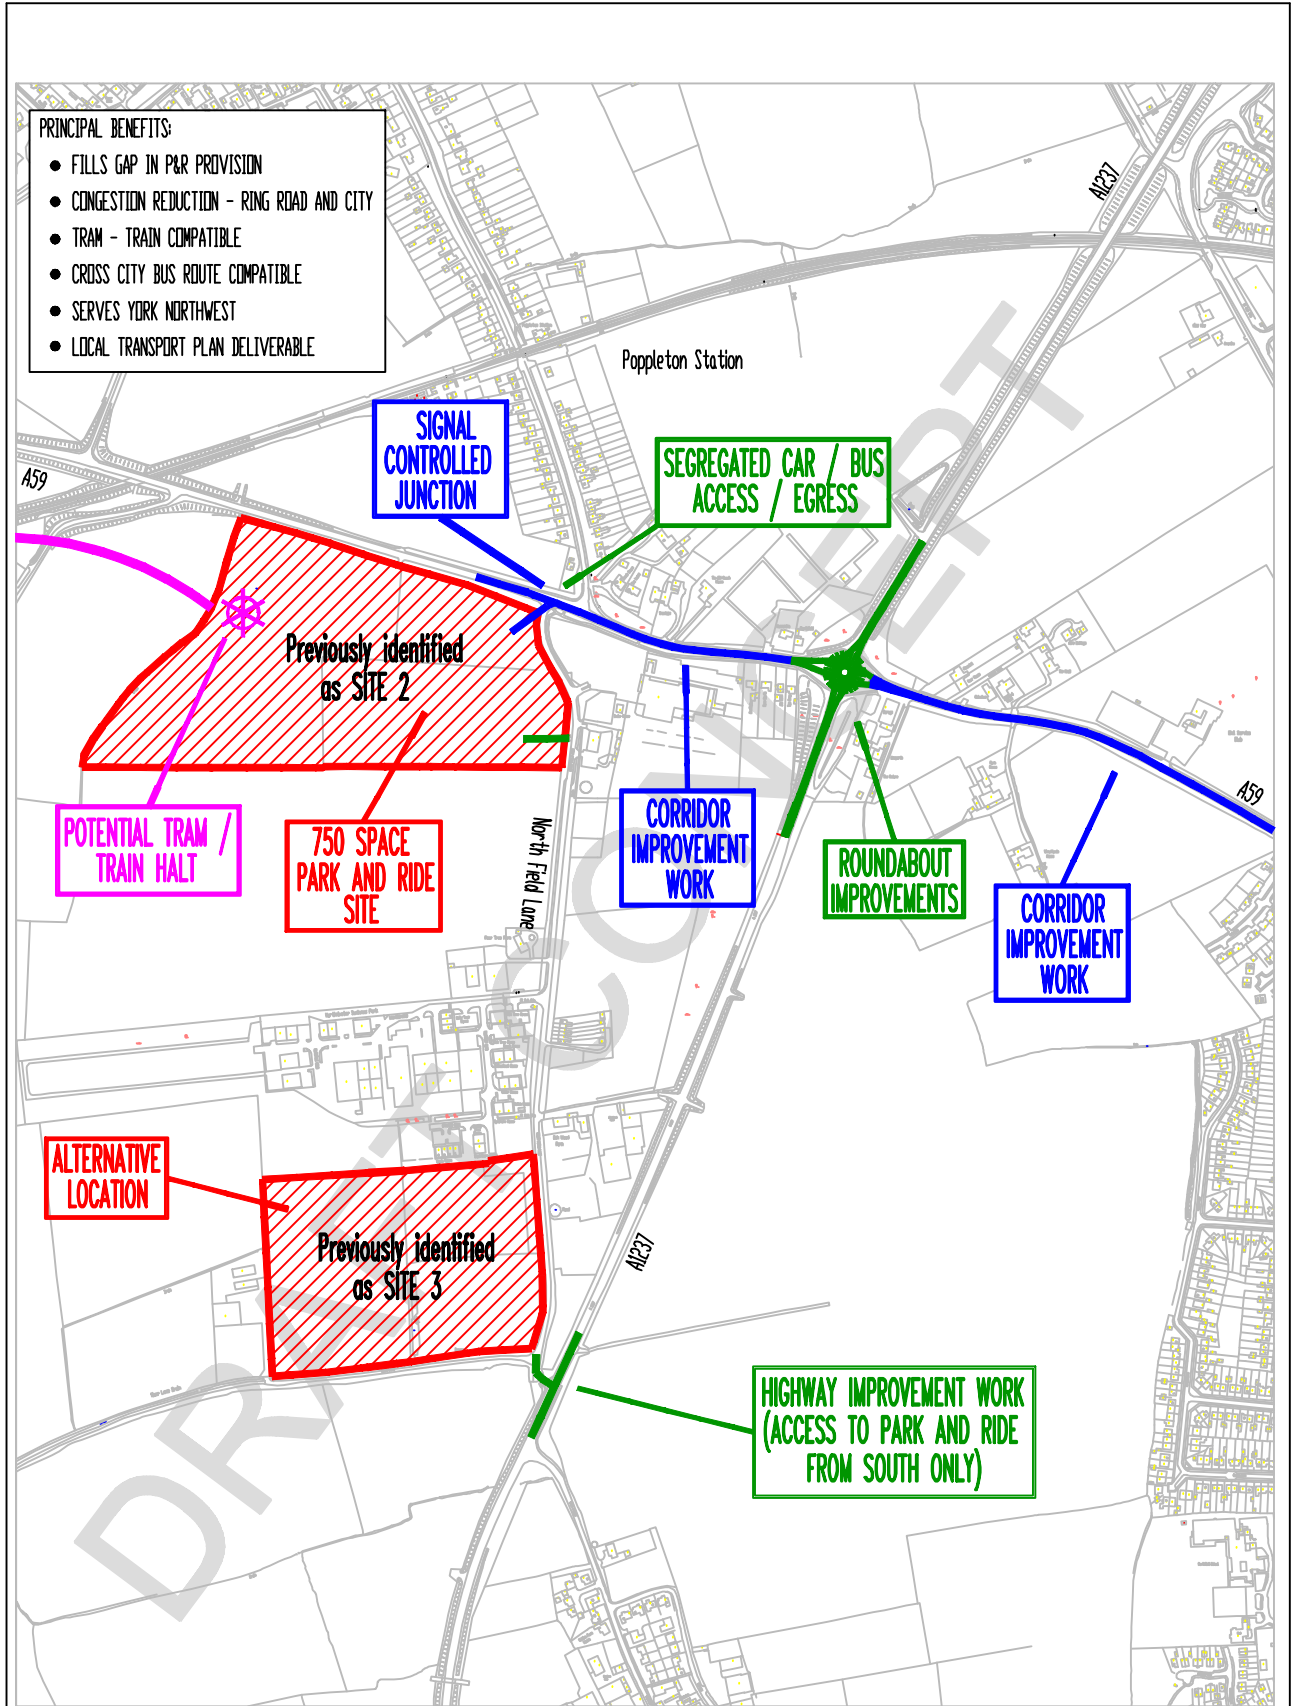 PRINCIPAL BENEFITS:
● FILLS GAP IN P&R PROVISION
● CONGESTION REDUCTION - RING ROAD AND CITY
● TRAM - TRAIN COMPATIBLE
● CROSS CITY BUS ROUTE COMPATIBLE
● SERVES YORK NORTHWEST
● LOCAL TRANSPORT PLAN DELIVERABLE
A1237
Poppleton Station
A59
SIGNAL
CONTROLLED
JUNCTION
SEGREGATED CAR / BUS
ACCESS / EGRESS
Previously identified
as SITE 2
POTENTIAL TRAM /
TRAIN HALT
750 SPACE
PARK AND RIDE
SITE
North Field Lane
CORRIDOR
IMPROVEMENT
WORK
ROUNDABOUT
IMPROVEMENTS
A59
CORRIDOR
IMPROVEMENT
WORK
ALTERNATIVE
LOCATION
Previously identified
as SITE 3
A1237
HIGHWAY IMPROVEMENT WORK
(ACCESS TO PARK AND RIDE
FROM SOUTH ONLY)
DRAFT CONCEPT